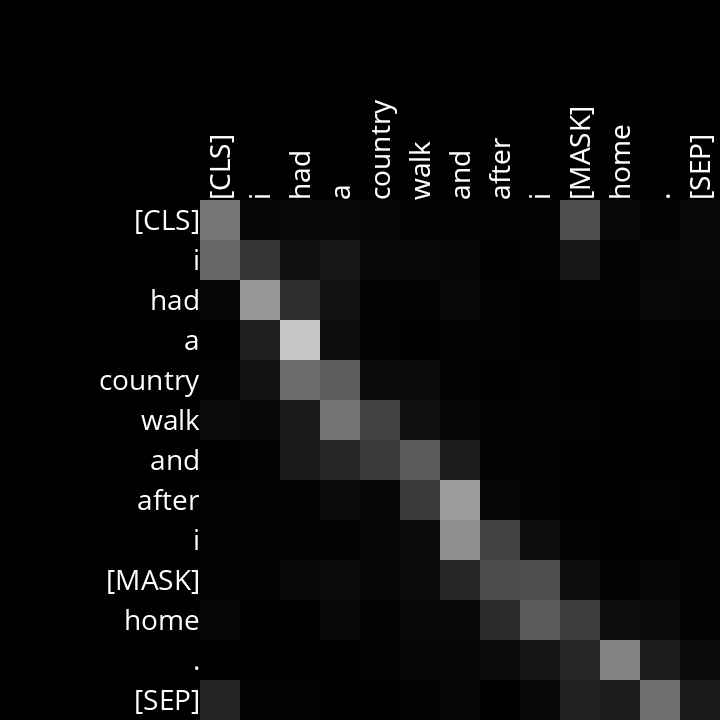 [CLS] i had a country walk and after i [MASK] home . [SEP]
[CLS]
i
had
a
country
walk
and
after
i
[MASK]
home
.
[SEP]